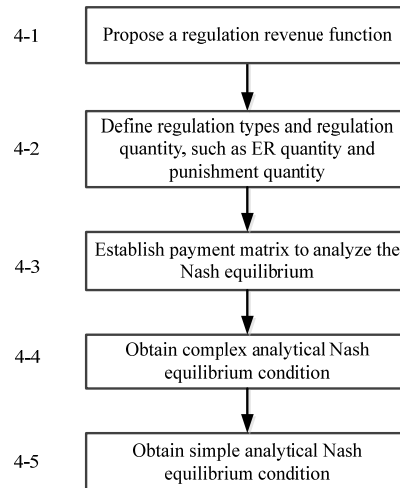 4-1
Propose a regulation revenue function
4-2
Define regulation types and regulation
quantity, such as ER quantity and
punishment quantity
4-3
Establish payment matrix to analyze the
Nash equilibrium
4-4
Obtain complex analytical Nash
equilibrium condition
4-5
Obtain simple analytical Nash
equilibrium condition